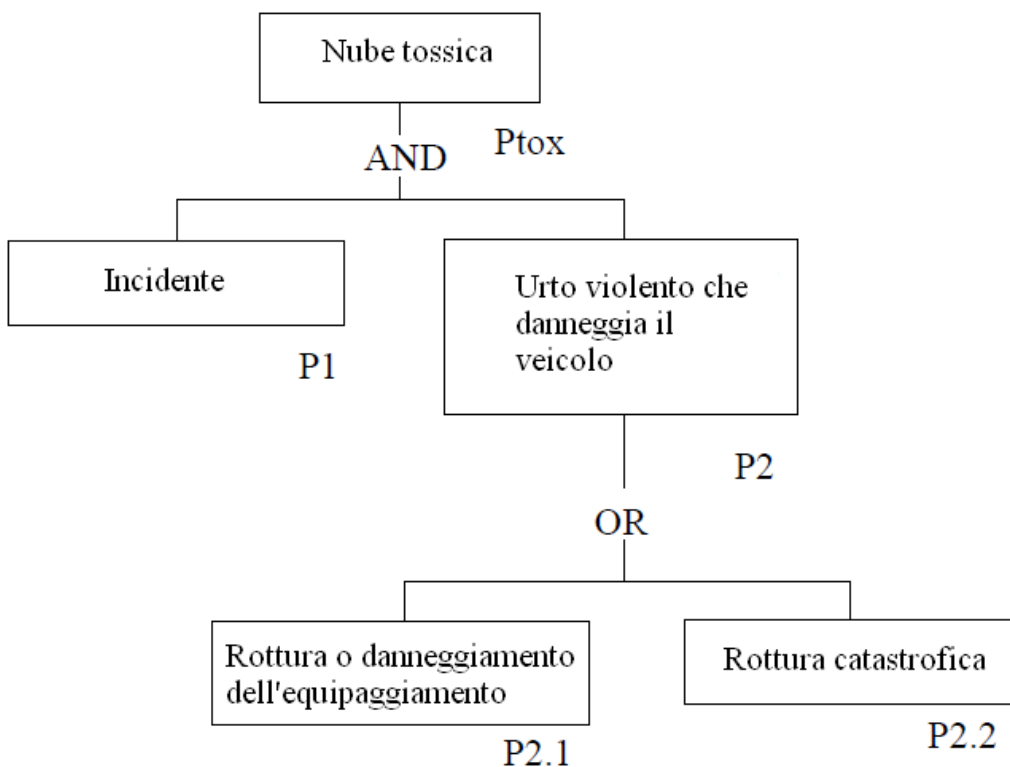 Nube tossica
Ptox
AND
Incidente
P1
Urto violento che
danneggia il
veicolo
P2
OR
Rottura o danneggiamento
dell'equipaggiamento
P2.1
Rottura catastrofica
P2.2